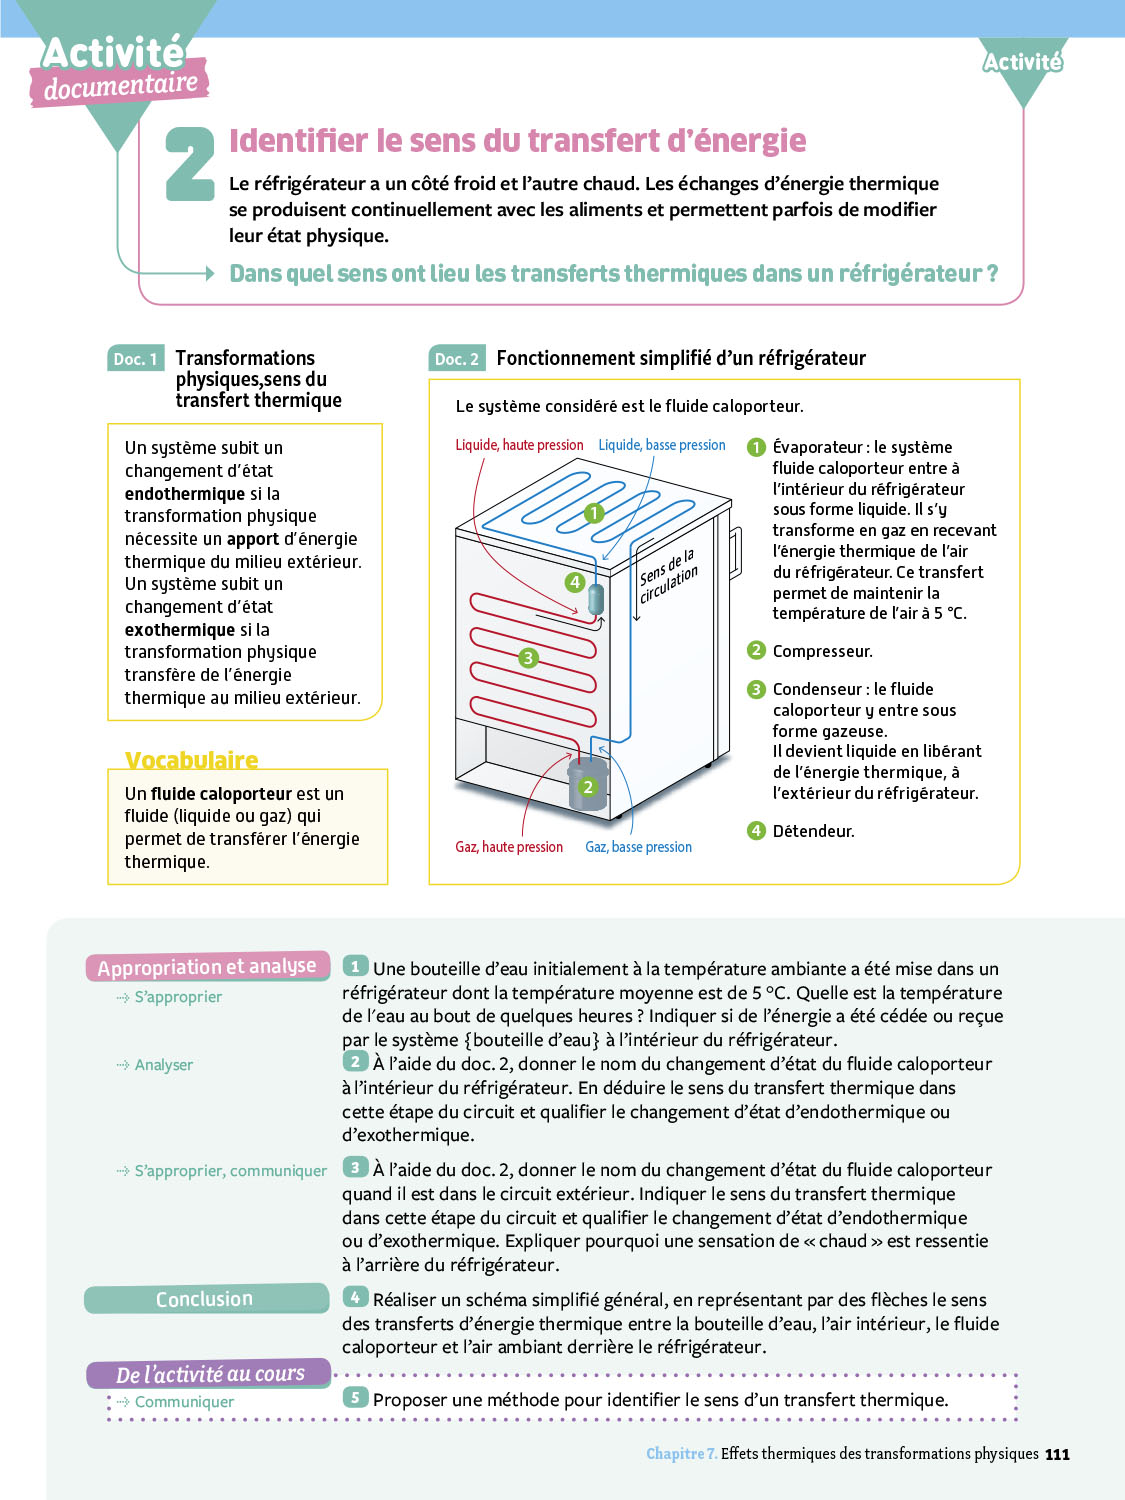 Activité
documentaire
Activité
2 Identifier le sens du transfert d’énergie
Le réfrigérateur a un côté froid et l’autre chaud. Les échanges d’énergie thermique
se produisent continuellement avec les aliments et permettent parfois de modifier
leur état physique.
Dans quel sens ont lieu les transferts thermiques dans un réfrigérateur ?
Doc. 1 Transformations
physiques,sens du
transfert thermique
Un système subit un
changement d’état
endothermique si la
transformation physique
nécessite un apport d’énergie
thermique du milieu extérieur.
Un système subit un
changement d’état
exothermique si la
transformation physique
transfère de l’énergie
thermique au milieu extérieur.
Vocabulaire
Un fluide caloporteur est un
fluide (liquide ou gaz) qui
permet de transférer l’énergie
thermique.
Doc. 2 Fonctionnement simplifié d’un réfrigérateur
Le système considéré est le fluide caloporteur.
Liquide, haute pression
Liquide, basse pression
1
4
Sens de la
circulation
3
2
Gaz, haute pression
Gaz, basse pression
1 Évaporateur : le système
fluide caloporteur entre à
l’intérieur du réfrigérateur
sous forme liquide. Il s’y
transforme en gaz en recevant
l’énergie thermique de l’air
du réfrigérateur. Ce transfert
permet de maintenir la
température de l’air à 5 °C.
2 Compresseur.
3 Condenseur : le fluide
caloporteur y entre sous
forme gazeuse.
Il devient liquide en libérant
de l’énergie thermique, à
l’extérieur du réfrigérateur.
4 Détendeur.
Appropriation et analyse
S’approprier
1 Une bouteille d’eau initialement à la température ambiante a été mise dans un
réfrigérateur dont la température moyenne est de 5 °C. Quelle est la température
de l’eau au bout de quelques heures ? Indiquer si de l’énergie a été cédée ou reçue
par le système {bouteille d’eau} à l’intérieur du réfrigérateur.
Analyser
2 À l’aide du doc. 2, donner le nom du changement d’état du fluide caloporteur
à l’intérieur du réfrigérateur. En déduire le sens du transfert thermique dans
cette étape du circuit et qualifier le changement d’état d’endothermique ou
d’exothermique.
S’approprier, communiquer
3 À l’aide du doc. 2, donner le nom du changement d’état du fluide caloporteur
quand il est dans le circuit extérieur. Indiquer le sens du transfert thermique
dans cette étape du circuit et qualifier le changement d’état d’endothermique
ou d’exothermique. Expliquer pourquoi une sensation de « chaud » est ressentie
à l’arrière du réfrigérateur.
Conclusion
4 Réaliser un schéma simplifié général, en représentant par des flèches le sens
des transferts d’énergie thermique entre la bouteille d’eau, l’air intérieur, le fluide
caloporteur et l’air ambiant derrière le réfrigérateur.
De l’activité au cours
Communiquer
5 Proposer une méthode pour identifier le sens d’un transfert thermique.
Chapitre 7. Effets thermiques des transformations physiques 111